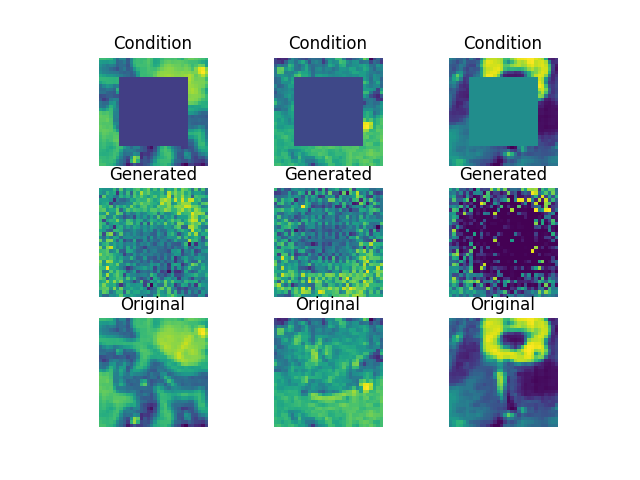 Condition Condition Condition
Generated Generated Generated
Original Original Original